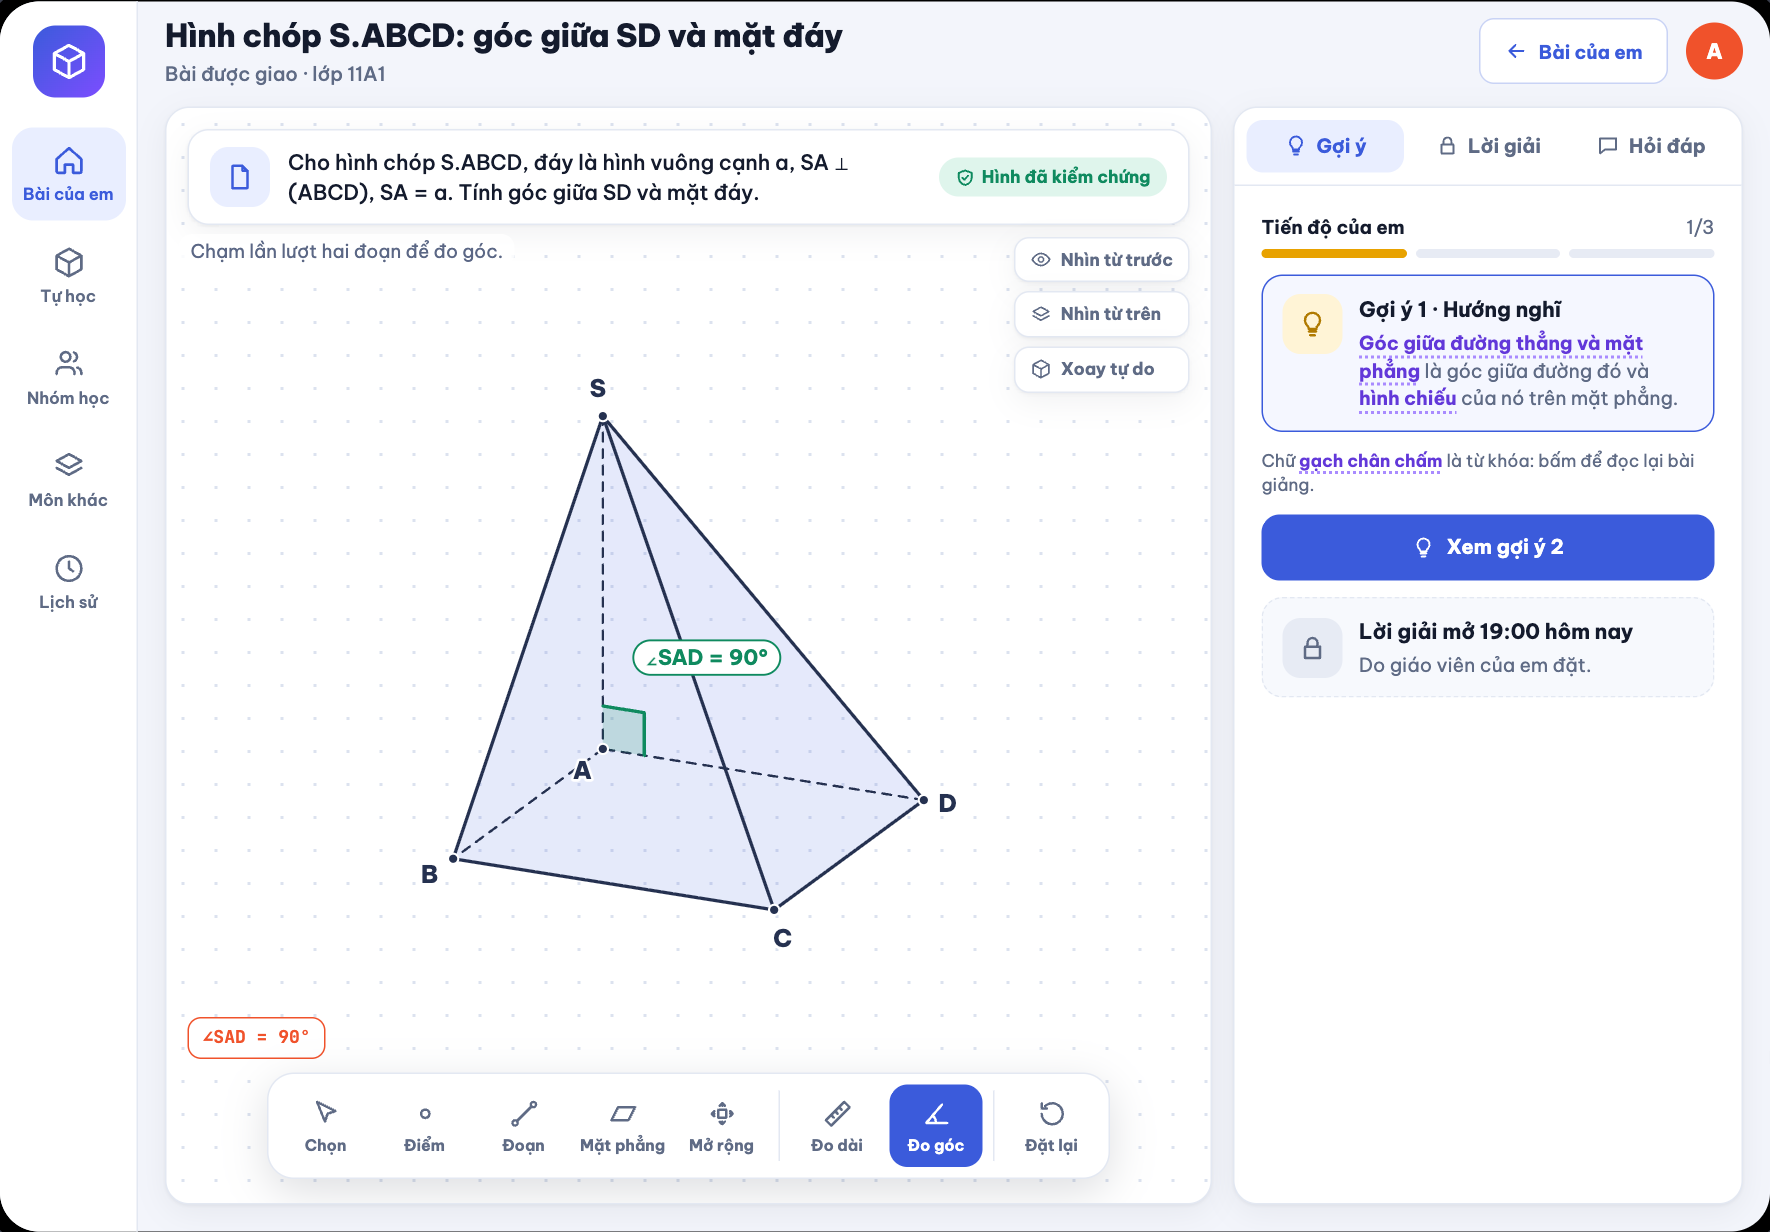 Hình chóp S.ABCD: góc giữa SD và mặt đáy
Bài được giao · lớp 11A1
Bài của em
A
Bài của em
Tự học
Nhóm học
Môn khác
Lịch sử
Cho hình chóp S.ABCD, đáy là hình vuông cạnh a, SA ⊥
(ABCD), SA = a. Tính góc giữa SD và mặt đáy.
Hình đã kiểm chứng
Chạm lần lượt hai đoạn để đo góc.
Nhìn từ trước
Nhìn từ trên
Xoay tự do
S
∠SAD = 90°
A
D
B
C
∠SAD = 90°
Chọn
Điểm
Đoạn
Mặt phẳng
Mở rộng
Đo dài
Đo góc
Đặt lại
Gợi ý
Lời giải
Hỏi đáp
Tiến độ của em
1/3
Gợi ý 1 · Hướng nghĩ
Góc giữa đường thẳng và mặt
phẳng là góc giữa đường đó và
hình chiếu của nó trên mặt phẳng.
Chữ gạch chân chấm là từ khóa: bấm để đọc lại bài
giảng.
Xem gợi ý 2
Lời giải mở 19:00 hôm nay
Do giáo viên của em đặt.